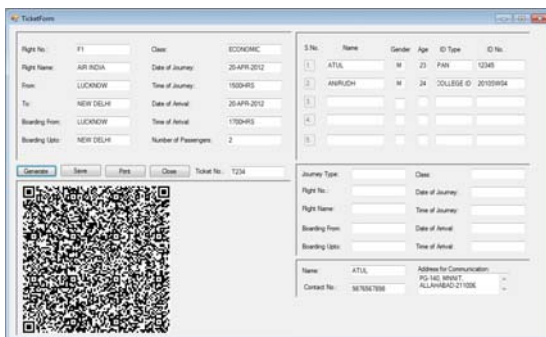 TicketForm
Flight No.: F1 Class: ECONOMIC
Flight Name: AIR INDIA Date of Journey: 20-APR-2012
From: LUCKNOW Time of Journey: 1500HRS
To: NEW DELHI Date of Arrival: 20-APR-2012
Boarding From: LUCKNOW Time of Arrival: 1700HRS
Boarding Upto: NEW DELHI Number of Passengers: 2
Generate Save Print Close Ticket No.: T234
S.No. Name Gender Age ID Type ID No.
1. ATUL M 23 PAN 12345
2. ANIRUDH M 24 COLLEGE ID
3.
4.
5.
Journey Type: Class:
Flight No.: Date of Journey:
Flight Name: Time of Journey:
Boarding From: Date of Arrival:
Boarding Upto: Time of Arrival:
Name: ATUL Address for Communication:
PG-140, MNNIT,
Contact No.: 9876567898 ALLAHABAD-211006.